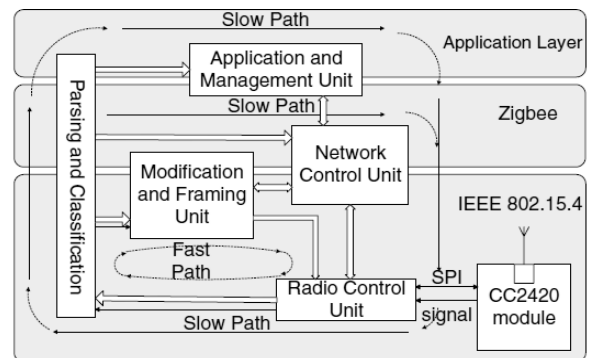 Slow Path
Application Layer
Application and
Management Unit
Slow Path
Zigbee
Parsing and Classification
Network
Control Unit
Modification
and Framing
Unit
IEEE 802.15.4
Fast
Path
SPI
Radio Control
Unit
CC2420
module
signal
Slow Path